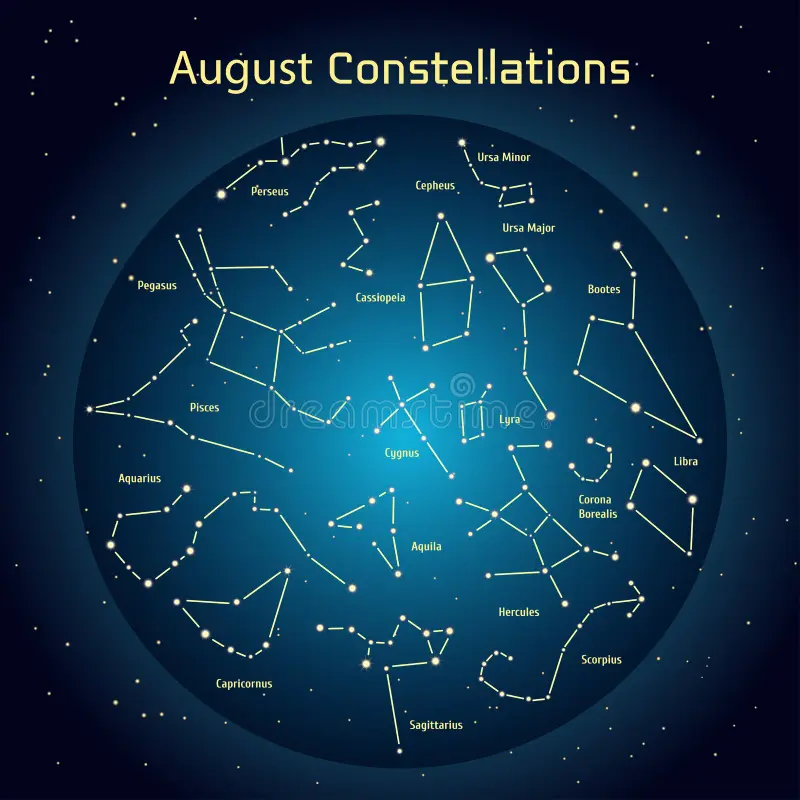 August Constellations
Ursa Minor
Perseus
Cepheus
Ursa Major
Pegasus
Bootes
Cassiopeia
Pisces
Lyra
Cygnus
Libra
Aquarius
Corona
Borealis
Aquila
Hercules
Scorpius
Capricornus
Sagittarius
dreamstime